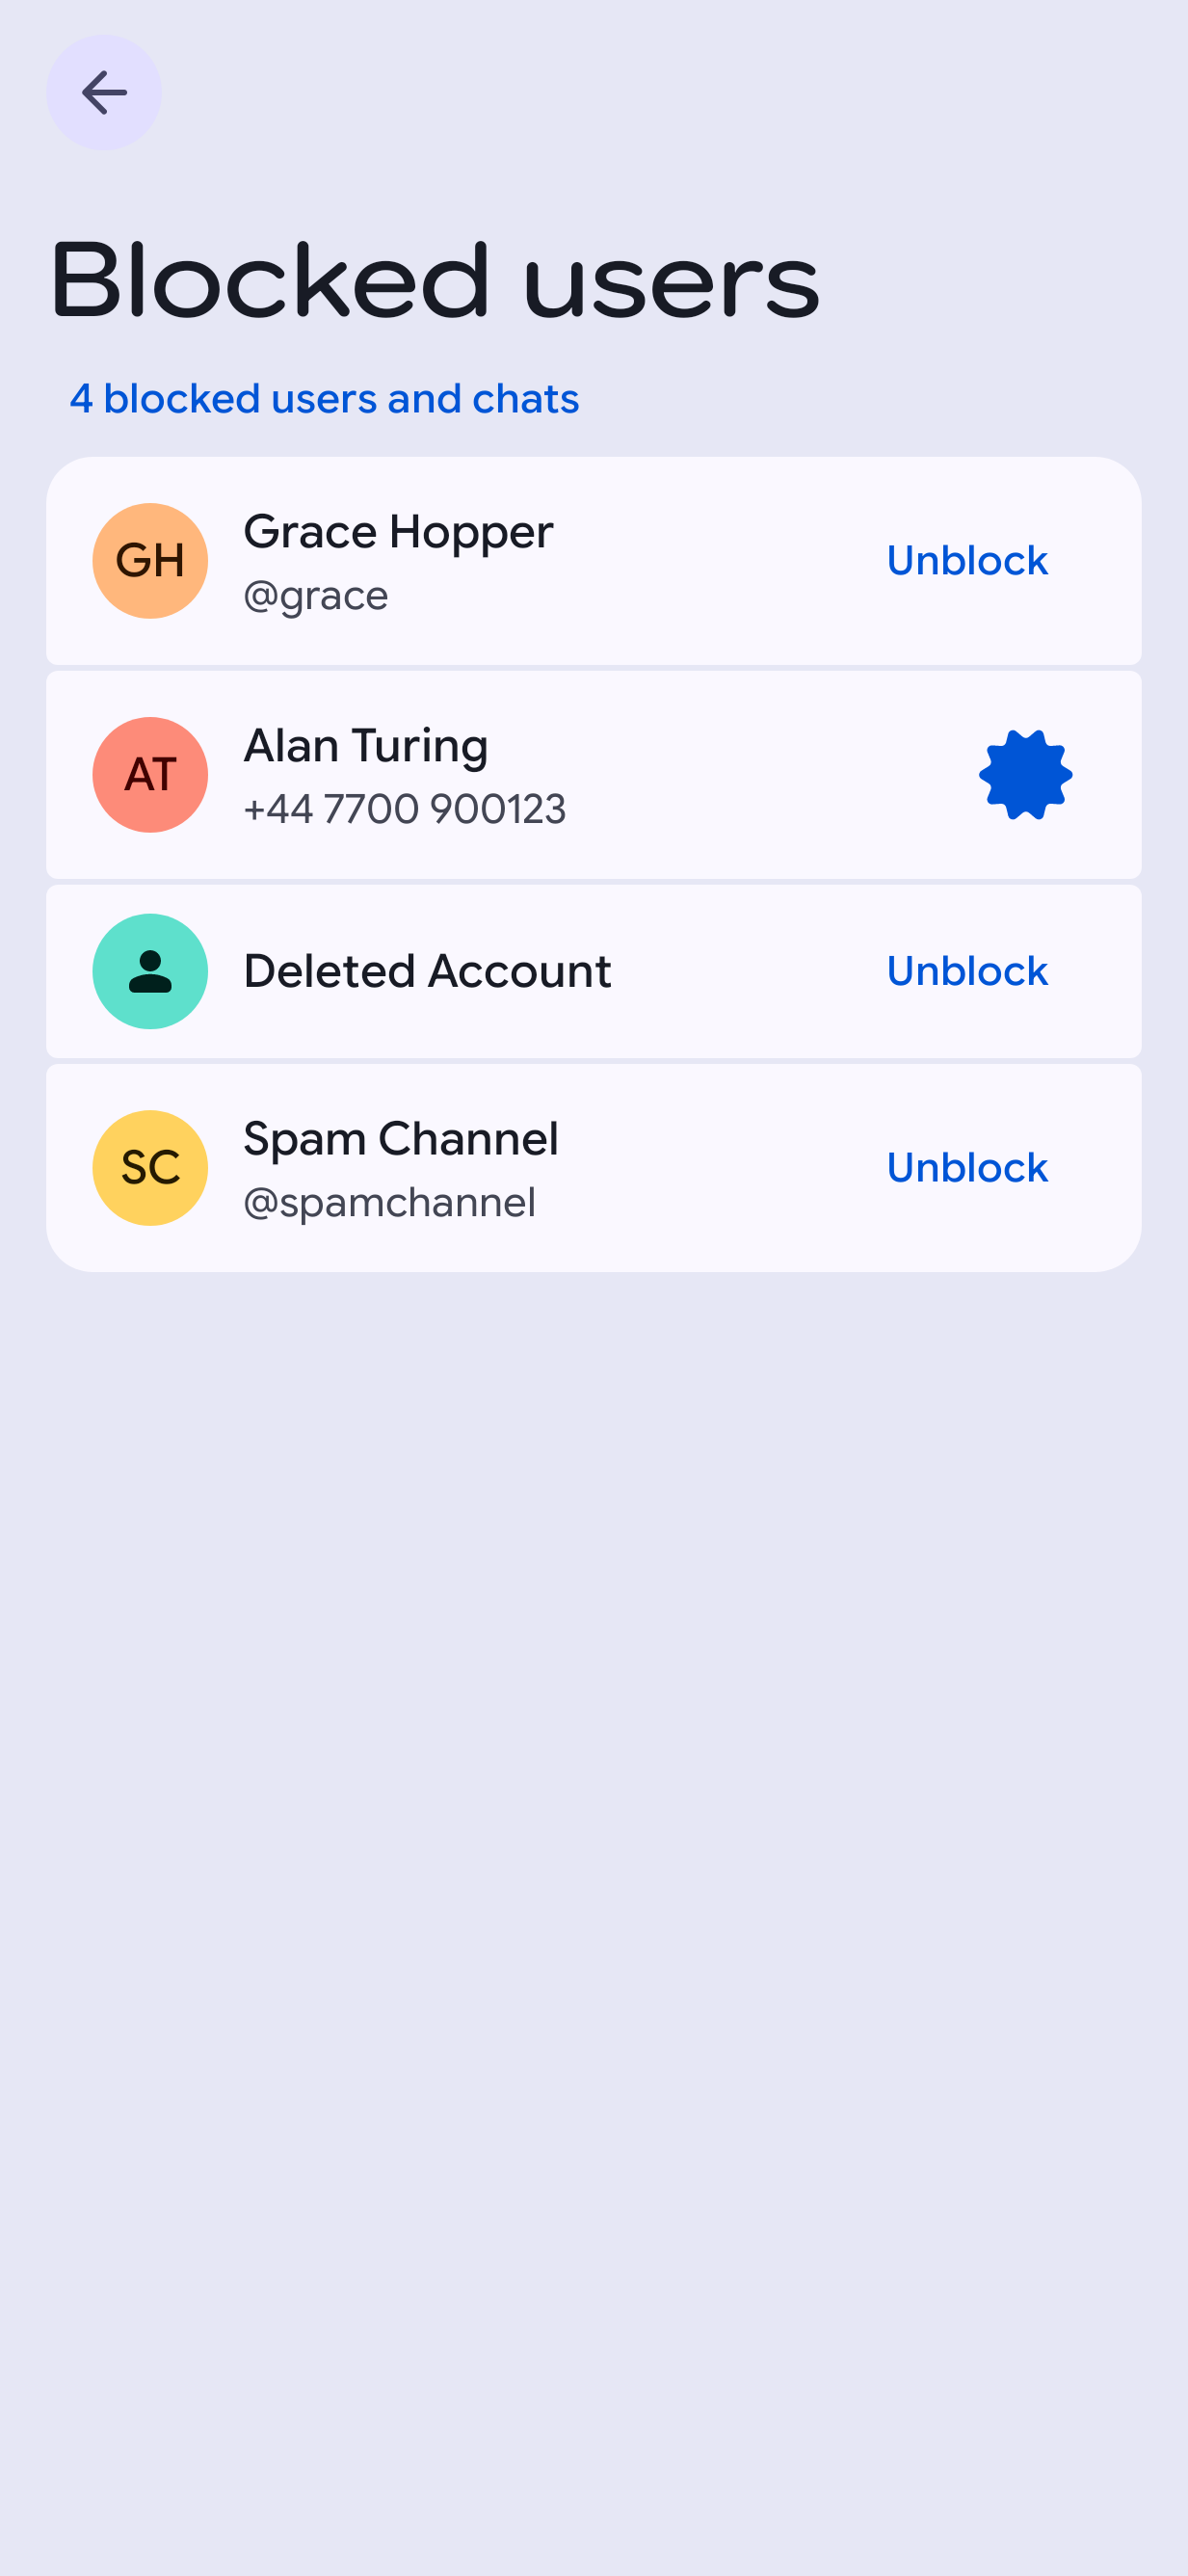 Blocked users
4 blocked users and chats
GH
Grace Hopper
@grace
Unblock
AT
Alan Turing
+44 7700 900123
Deleted Account
Unblock
SC
Spam Channel
@spamchannel
Unblock